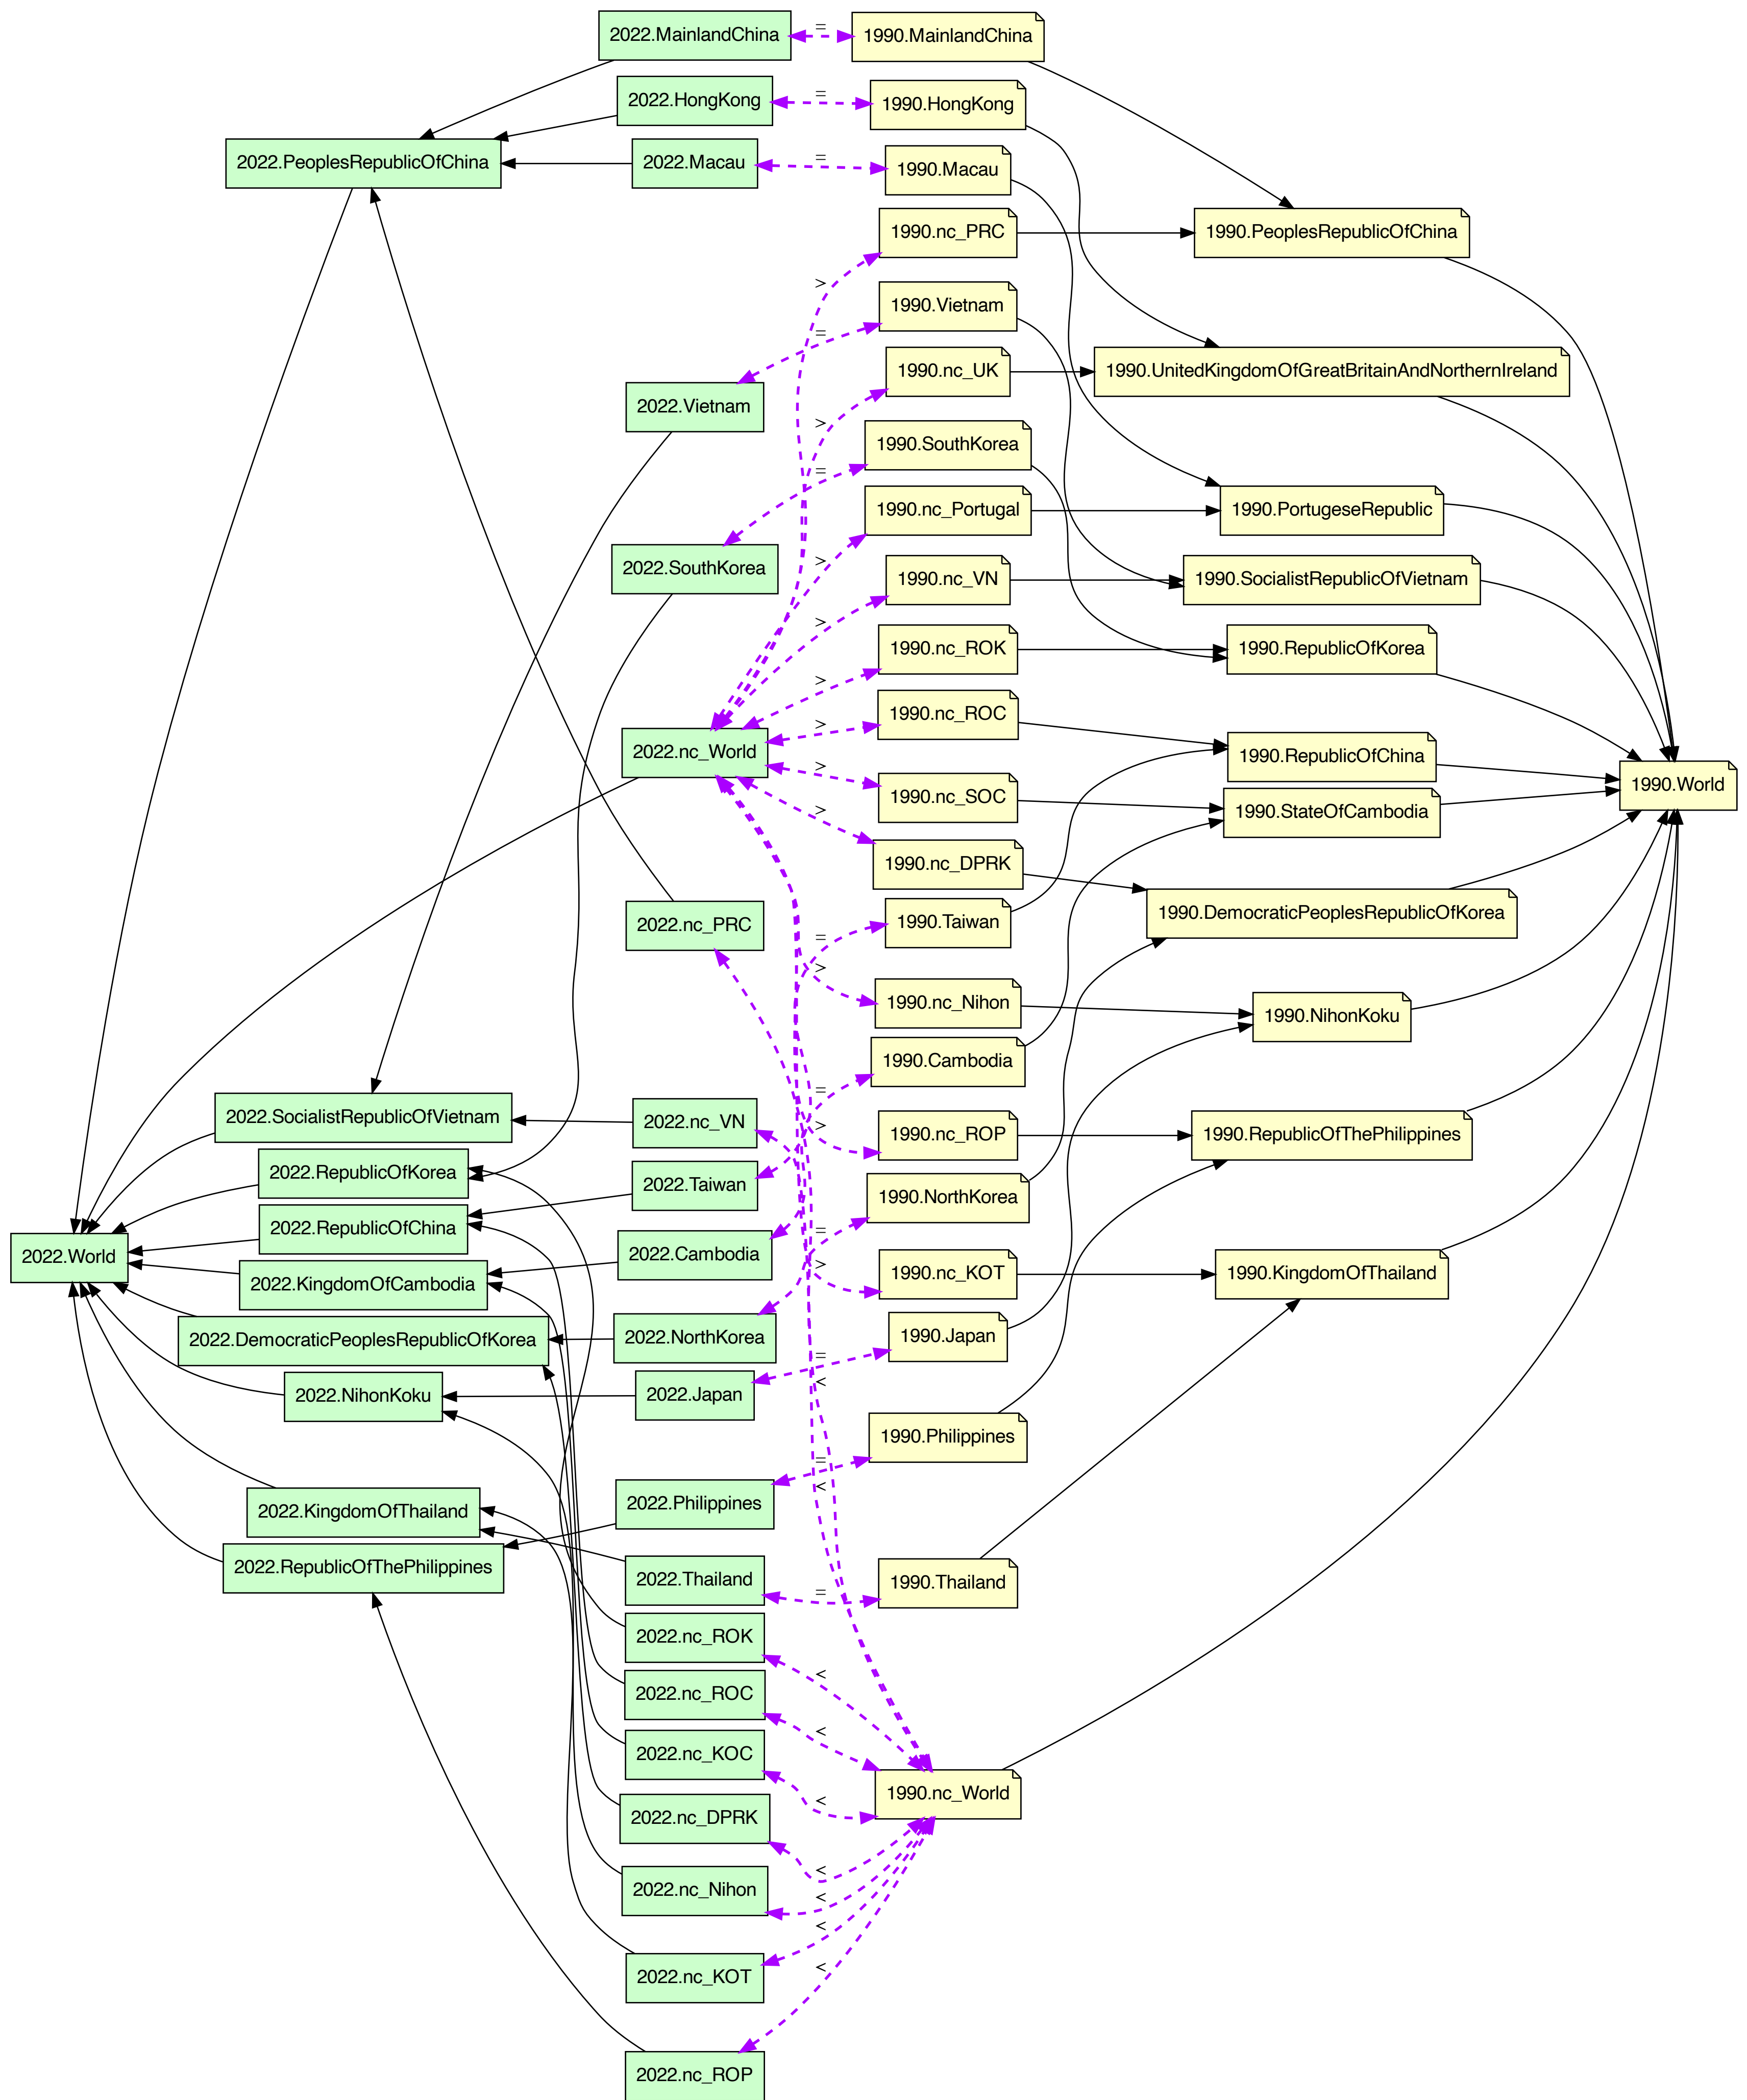 2022.MainlandChina
=
1990.MainlandChina
2022.HongKong
=
1990.HongKong
2022.PeoplesRepublicOfChina
2022.Macau
=
1990.Macau
1990.nc_PRC
1990.PeoplesRepublicOfChina
>
1990.Vietnam
=
1990.nc_UK
1990.UnitedKingdomOfGreatBritainAndNorthernIreland
2022.Vietnam
>
1990.SouthKorea
=
1990.nc_Portugal
1990.PortugeseRepublic
2022.SouthKorea
>
1990.nc_VN
1990.SocialistRepublicOfVietnam
>
1990.nc_ROK
1990.RepublicOfKorea
>
1990.nc_ROC
>
2022.nc_World
1990.RepublicOfChina
>
1990.World
1990.nc_SOC
1990.StateOfCambodia
>
1990.nc_DPRK
1990.DemocraticPeoplesRepublicOfKorea
2022.nc_PRC
1990.Taiwan
=
>
1990.nc_Nihon
1990.NihonKoku
1990.Cambodia
=
2022.SocialistRepublicOfVietnam
2022.nc_VN
>
1990.nc_ROP
1990.RepublicOfThePhilippines
2022.RepublicOfKorea
2022.Taiwan
1990.NorthKorea
2022.RepublicOfChina
=
2022.World
2022.Cambodia
>
1990.nc_KOT
1990.KingdomOfThailand
2022.KingdomOfCambodia
2022.DemocraticPeoplesRepublicOfKorea
2022.NorthKorea
1990.Japan
=
2022.NihonKoku
2022.Japan
<
1990.Philippines
=
<
2022.KingdomOfThailand
2022.Philippines
2022.RepublicOfThePhilippines
2022.Thailand
=
1990.Thailand
2022.nc_ROK
<
2022.nc_ROC
<
2022.nc_KOC
<
1990.nc_World
2022.nc_DPRK
<
2022.nc_Nihon
<
<
2022.nc_KOT
<
2022.nc_ROP